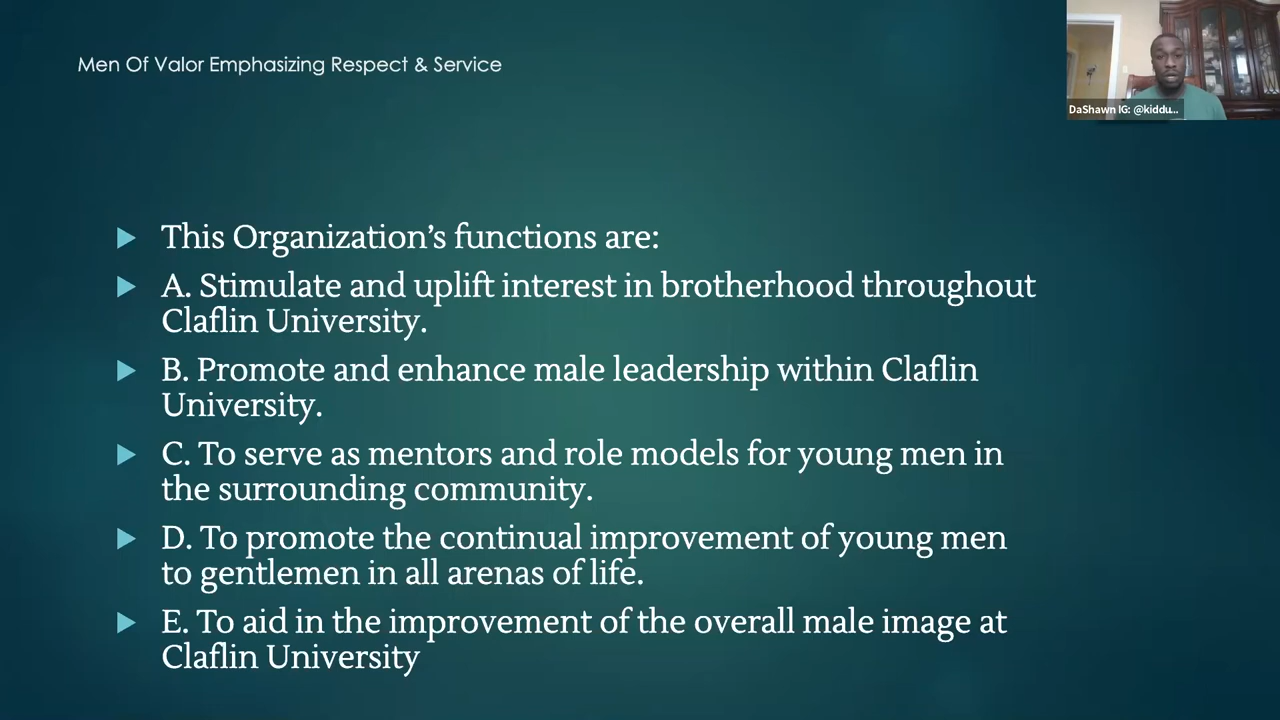 Men Of Valor Emphasizing Respect & Service
DaShawn IG: @kiddu...
This Organization’s functions are:
A. Stimulate and uplift interest in brotherhood throughout
Claflin University.
B. Promote and enhance male leadership within Claflin
University.
C. To serve as mentors and role models for young men in
the surrounding community.
D. To promote the continual improvement of young men
to gentlemen in all arenas of life.
E. To aid in the improvement of the overall male image at
Claflin University